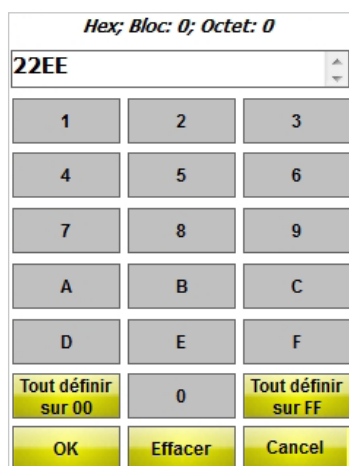 Hex; Bloc: 0; Octet: 0
22EE
1 2 3
4 5 6
7 8 9
A B C
D E F
Tout définir sur 00 0 Tout définir sur FF
OK Effacer Cancel